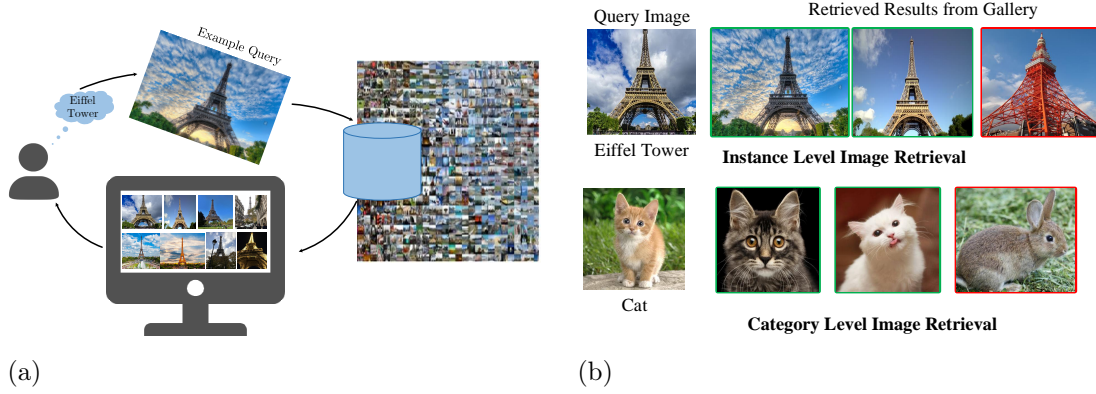 Example Query
Eiffel
Tower
(a)
Query Image
Retrieved Results from Gallery
Eiffel Tower
Instance Level Image Retrieval
Cat
Category Level Image Retrieval
(b)